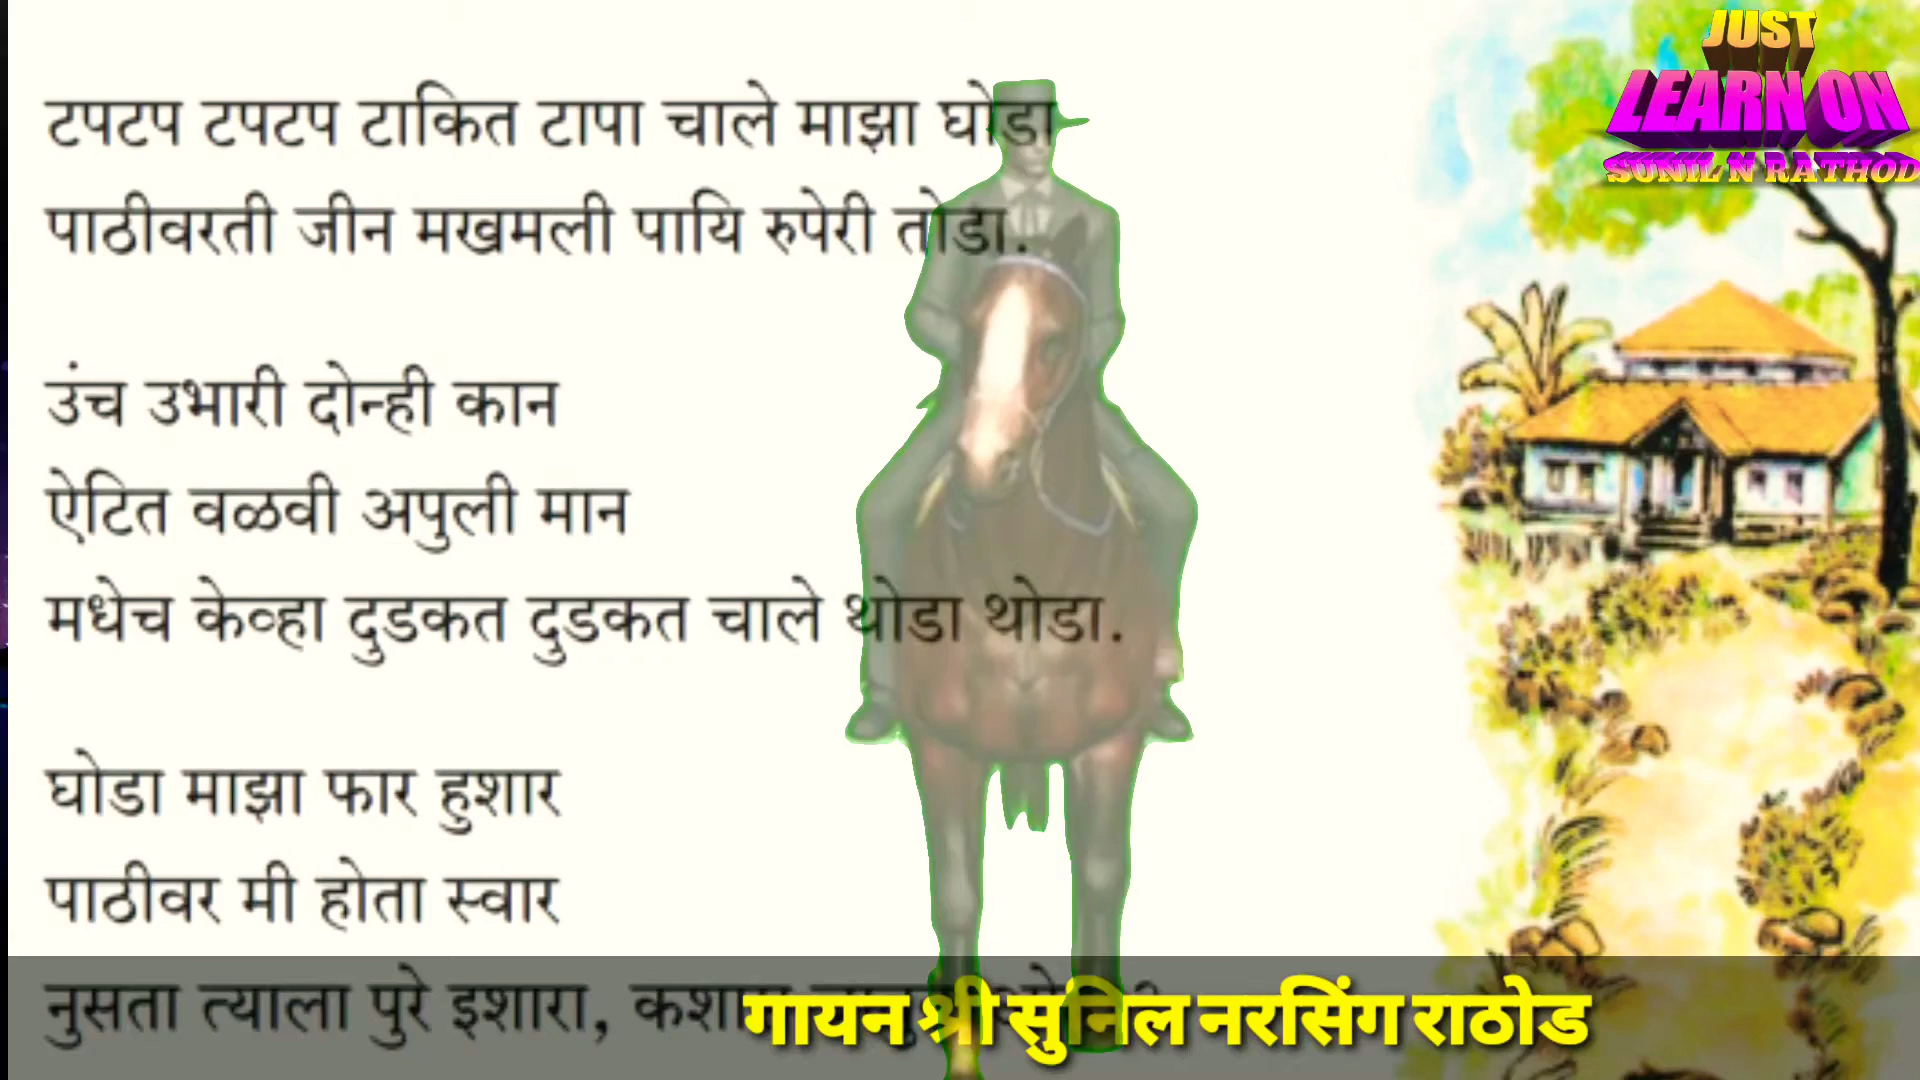 टपटप टपटप टाकित टापा चाले माझा घोडा
पाठीवरती जीन मखमली पायि रुपेरी तोडा.
उंच उभारी दोन्ही कान
ऐटित वळवी अपुली मान
मधेच केव्हा दुडकत दुडकत चाले थोडा थोडा.
घोडा माझा फार हुशार
पाठीवर मी होता स्वार
नुसता त्याला पुरे इशारा,
गायन श्री सुनिल नरसिंग राठोड
JUST
LEARN ON
SUNIL N RATHOD